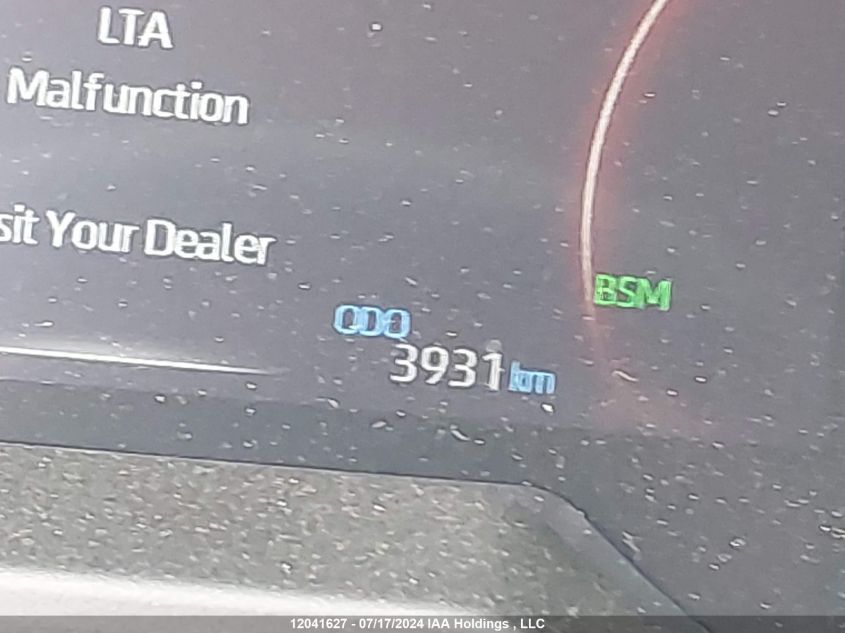 LTA
Malfunction
sit Your Dealer
BSM
ODO
3931 km
12041627 - 07/17/2024 IAA Holdings , LLC